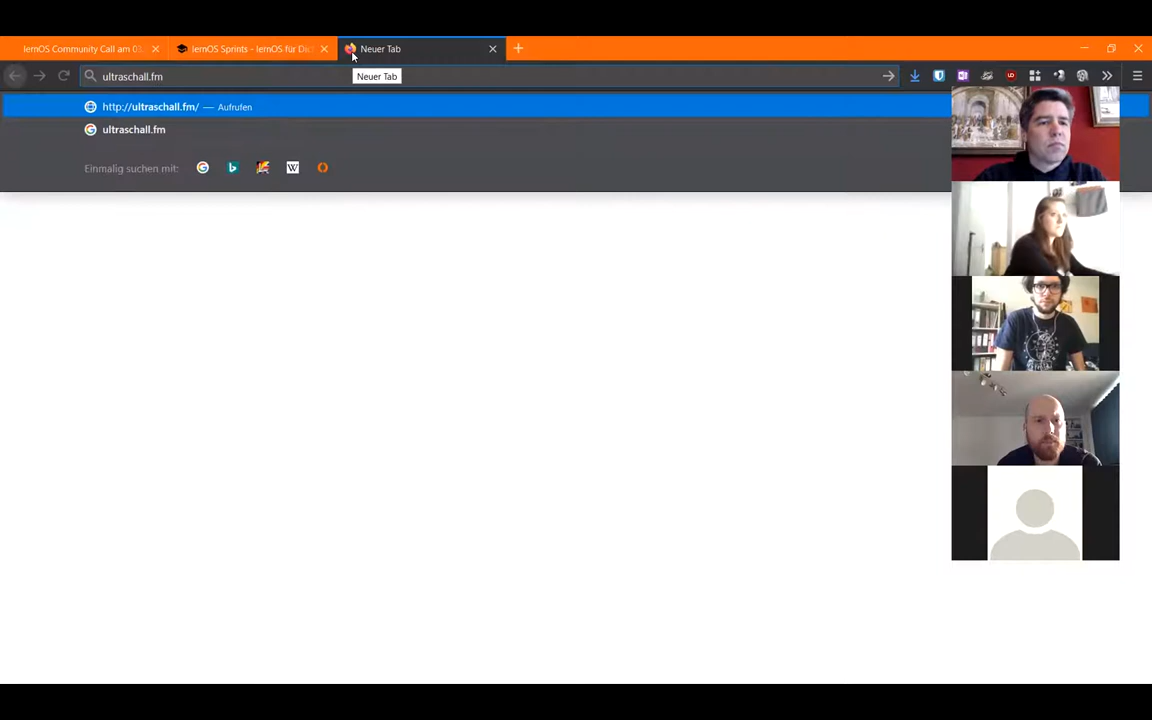 lernOS Community Call am 03.
lernOS Sprints - lernOS für Dich
Neuer Tab
ultraschall.fm
Neuer Tab
http://ultraschall.fm/ — Aufrufen
ultraschall.fm
Einmalig suchen mit: